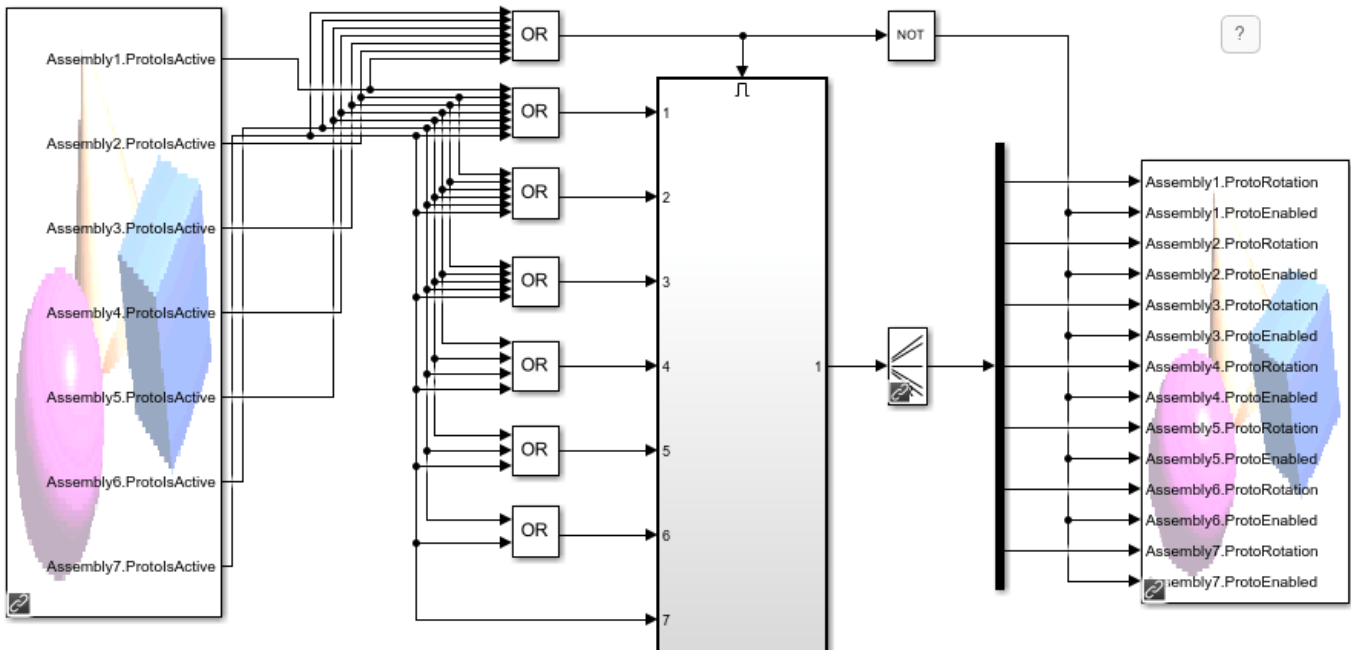 Assembly1.ProtoIsActive
Assembly2.ProtoIsActive
Assembly3.ProtoIsActive
Assembly4.ProtoIsActive
Assembly5.ProtoIsActive
Assembly6.ProtoIsActive
Assembly7.ProtoIsActive
OR
OR
OR
OR
OR
OR
OR
1
2
3
4
5
6
7
1
NOT
?
Assembly1.ProtoRotation
Assembly1.ProtoEnabled
Assembly2.ProtoRotation
Assembly2.ProtoEnabled
Assembly3.ProtoRotation
Assembly3.ProtoEnabled
Assembly4.ProtoRotation
Assembly4.ProtoEnabled
Assembly5.ProtoRotation
Assembly5.ProtoEnabled
Assembly6.ProtoRotation
Assembly6.ProtoEnabled
Assembly7.ProtoRotation
embly7.ProtoEnabled